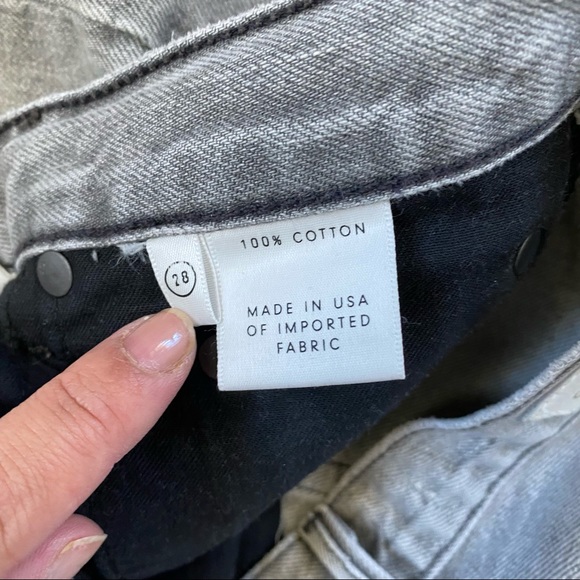 100% COTTON
28
MADE IN USA
OF IMPORTED
FABRIC